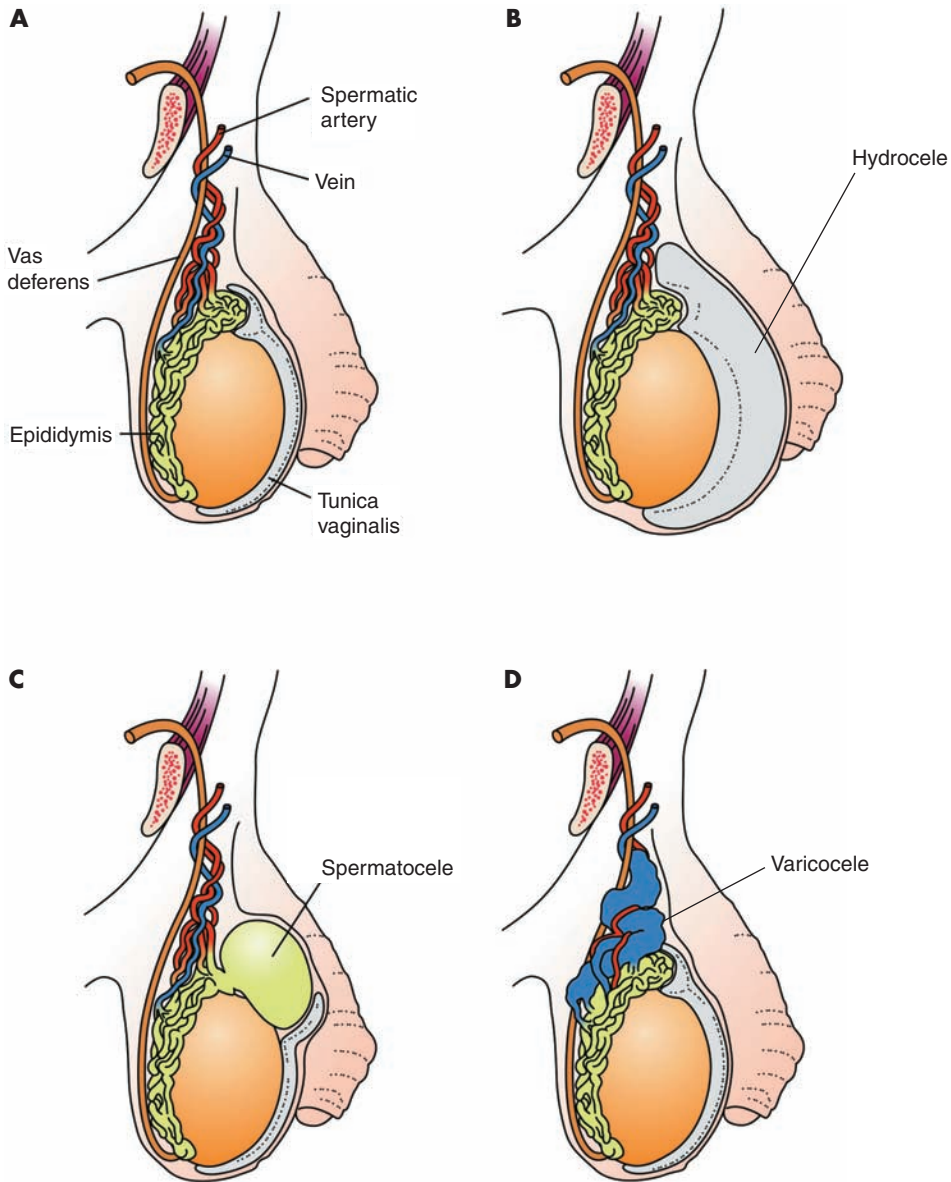 A
Spermatic
artery
Vein
Vas
deferens
Epididymis
Tunica
vaginalis
B
Hydrocele
C
Spermatocele
D
Varicocele